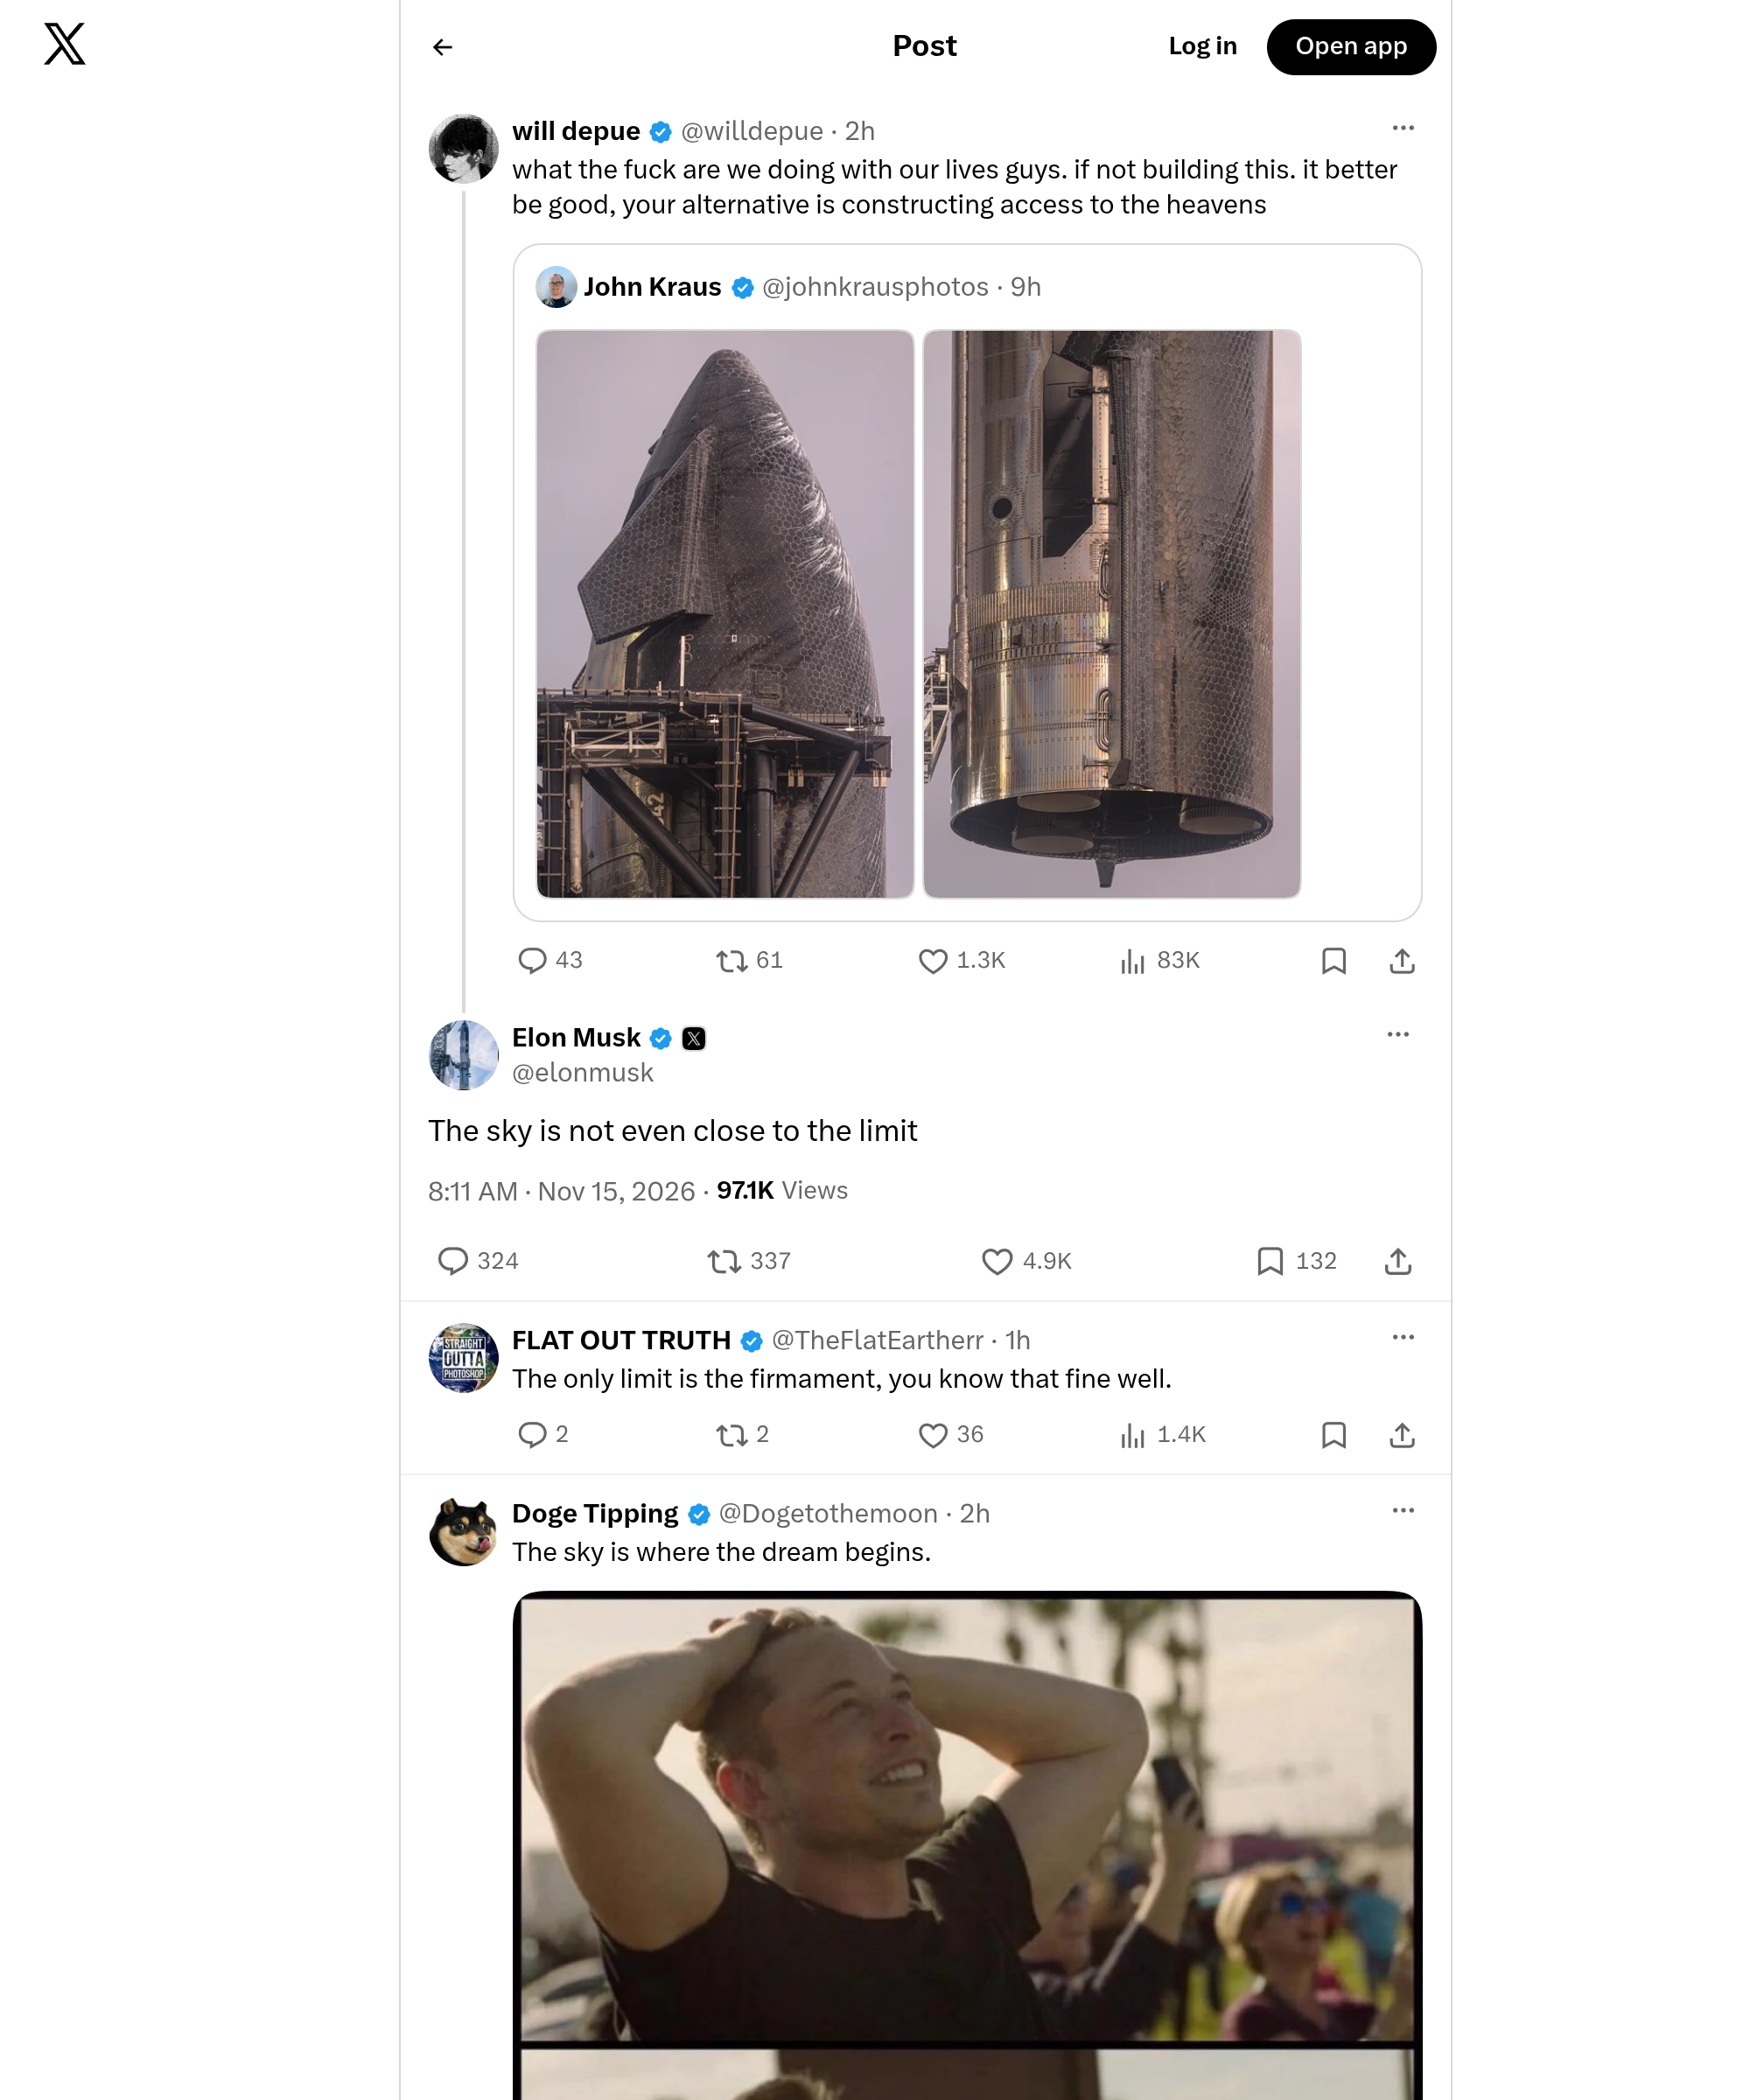 Post
Log in
Open app
will depue @willdepue · 2h
what the fuck are we doing with our lives guys. if not building this. it better
be good, your alternative is constructing access to the heavens
John Kraus @johnkrausphotos · 9h
42
43 61 1.3K 83K
Elon Musk
@elonmusk
The sky is not even close to the limit
8:11 AM · Nov 15, 2026 · 97.1K Views
324 337 4.9K 132
STRAIGHT
OUTTA
PHOTOSHOP
FLAT OUT TRUTH @TheFlatEartherr · 1h
The only limit is the firmament, you know that fine well.
2 2 36 1.4K
Doge Tipping @Dogetothemoon · 2h
The sky is where the dream begins.